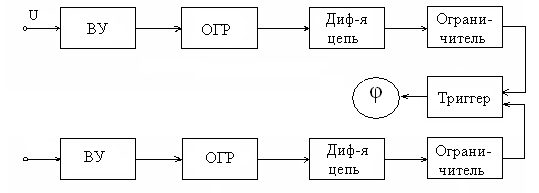 U
ВУ
ОГР
Диф-я
цепь
Ограни-
читель
φ
Триггер
ВУ
ОГР
Диф-я
цепь
Ограни-
читель